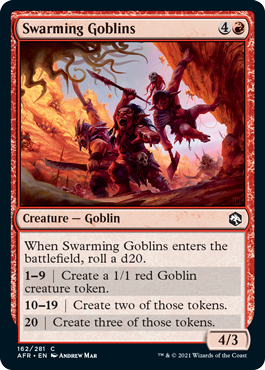 Swarming Goblins 4
Creature — Goblin
When Swarming Goblins enters the
battlefield, roll a d20.
1–9 | Create a 1/1 red Goblin
creature token.
10–19 | Create two of those tokens.
20 | Create three of those tokens.
4/3
162/281 C
AFR • EN Andrew Mar
™ & © 2021 Wizards of the Coast